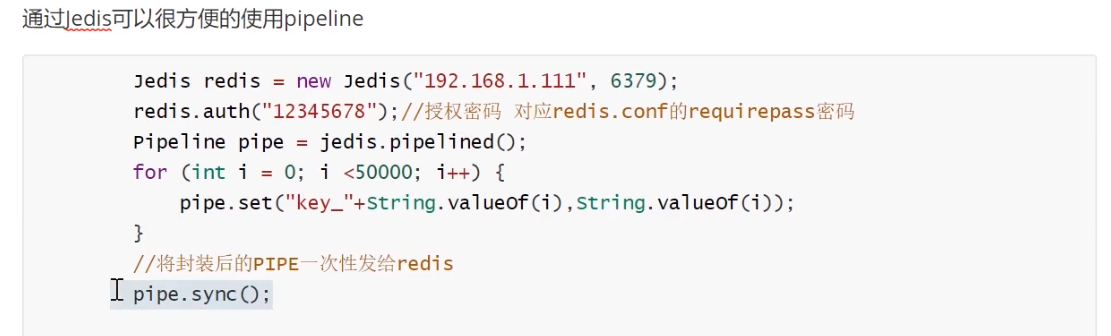 通过Jedis可以很方便的使用pipeline
Jedis redis = new Jedis("192.168.1.111", 6379);
redis.auth("12345678");//授权密码 对应redis.conf的requirepass密码
Pipeline pipe = jedis.pipelined();
for (int i = 0; i <50000; i++) {
pipe.set("key_"+String.valueOf(i),String.valueOf(i));
}
//将封装后的PIPE一次性发给redis
pipe.sync();